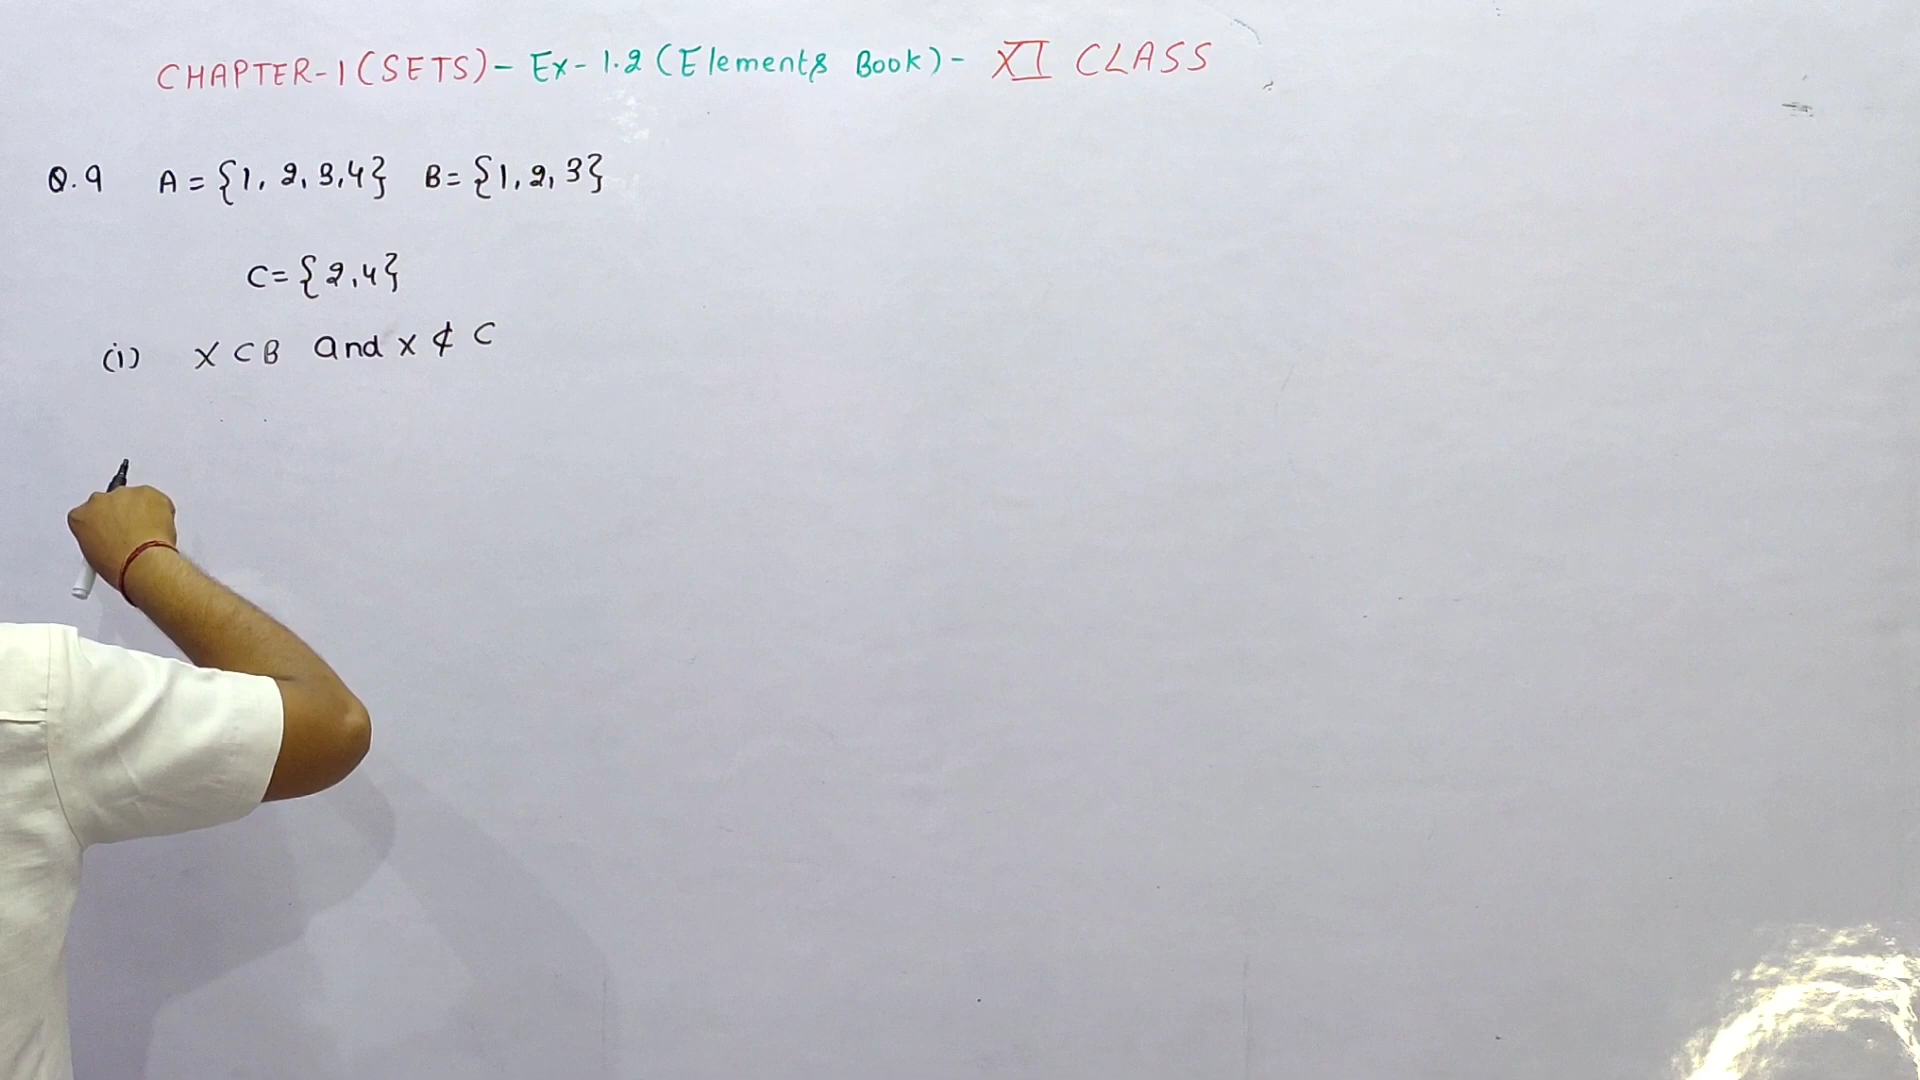 CHAPTER-1(SETS)- Ex-1.2 (Elements Book)- XI CLASS
Q.9 A={1, 2, 3,4} B={1,2,3}
C={2,4}
(i) X⊂B and X⊄C